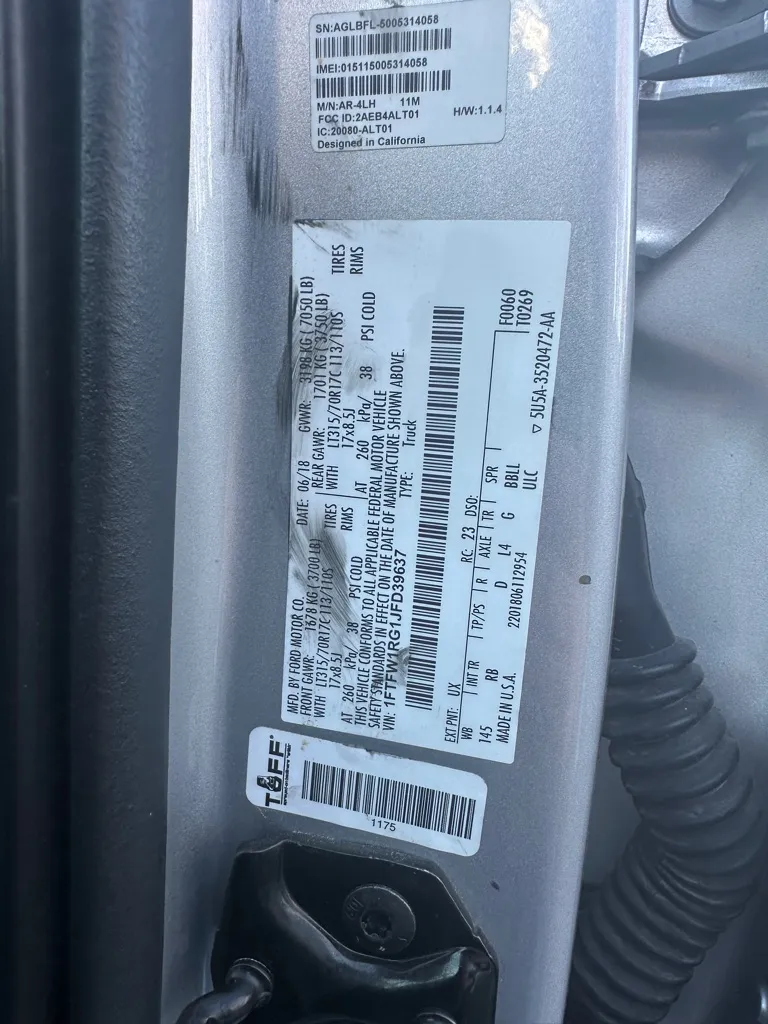 SN:AGLBFL-5005314058
IMEI:015115005314058
M/N:AR-4LH 11M
FCC ID:2AEB4ALT01 H/W:1.1.4
IC:20080-ALT01
Designed in California
MFD. BY FORD MOTOR CO. DATE: 06/18 GVWR: 3198 KG ( 7050 LB)
FRONT GAWR: 1678 KG ( 3700 LB) REAR GAWR: 1701 KG ( 3750 LB)
WITH LT315/70R17C 113/110S TIRES WITH LT315/70R17C 113/110S TIRES
17x8.5J RIMS 17x8.5J RIMS
AT 260 kPa/ 38 PSI COLD AT 260 kPa/ 38 PSI COLD
THIS VEHICLE CONFORMS TO ALL APPLICABLE FEDERAL MOTOR VEHICLE
SAFETY STANDARDS IN EFFECT ON THE DATE OF MANUFACTURE SHOWN ABOVE.
VIN: 1FTFW1RG1JFD39637 TYPE: Truck
EXT PNT: UX RC: 23 DSO: F0060
WB INT TR TP/PS R AXLE TR SPR T0269
145 RB D L4 G BBLL
MADE IN U.S.A. 2201806112954 ULC ▽ 5U5A-3520472-AA
TUFF
1175